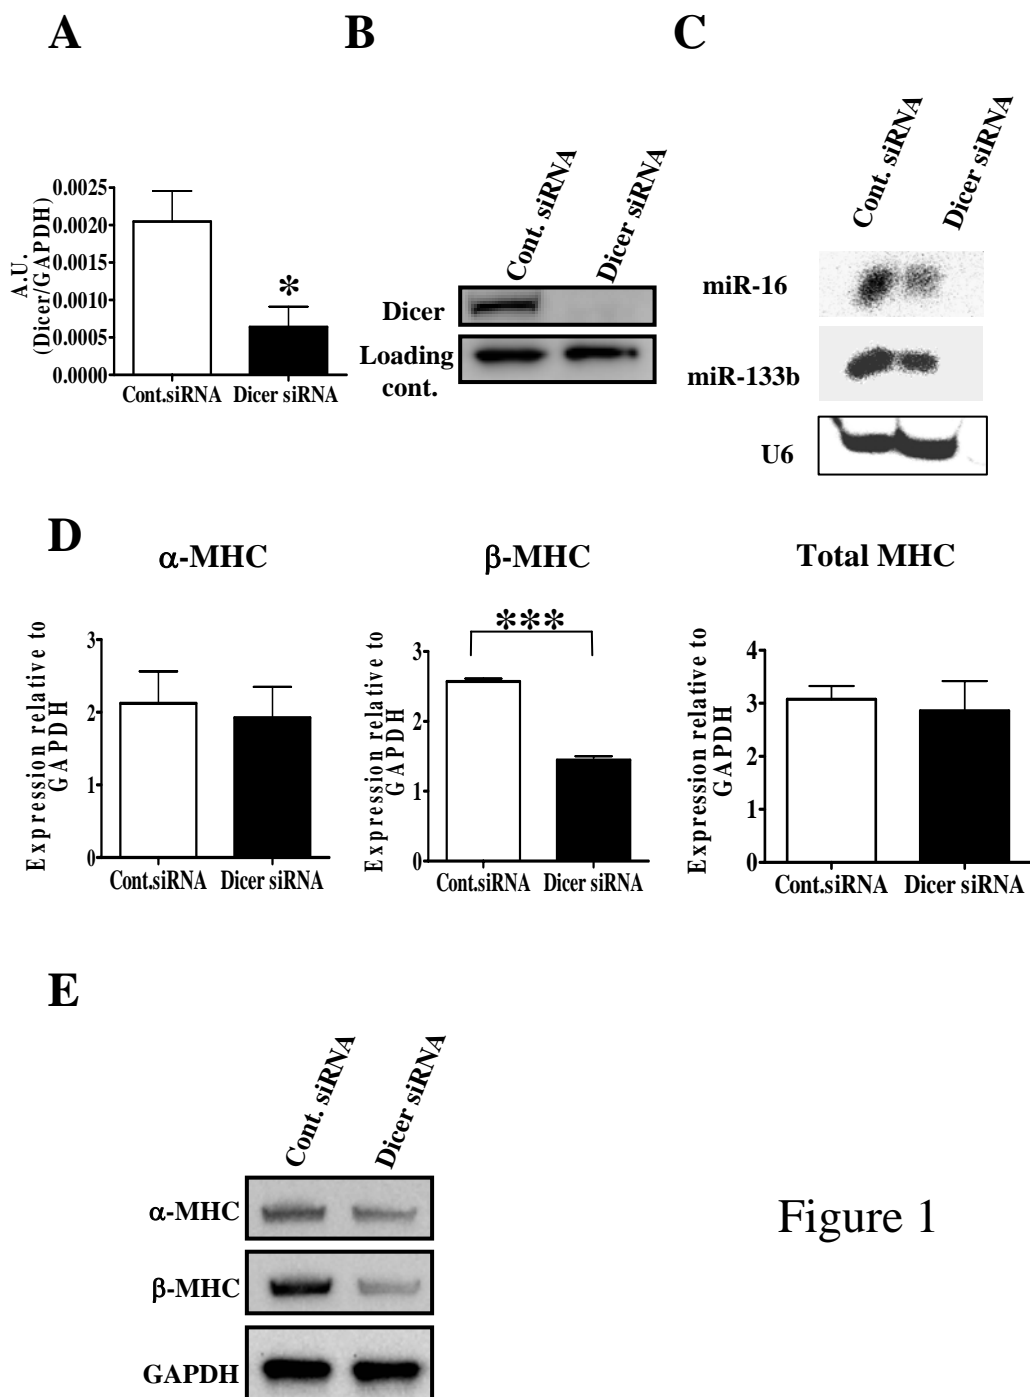 A
B
C
A.U.
(Dicer/GAPDH)
0.0025
0.0020
0.0015
0.0010
0.0005
0.0000
*
Cont.siRNA
Dicer siRNA
Cont. siRNA
Dicer siRNA
Dicer
Loading
cont.
Cont. siRNA
Dicer siRNA
miR-16
miR-133b
U6
D
α-MHC
Expression relative to
GAPDH
3
2
1
0
Cont.siRNA
Dicer siRNA
β-MHC
Expression relative to
GAPDH
3
2
1
0
***
Cont.siRNA
Dicer siRNA
Total MHC
Expression relative to
GAPDH
4
3
2
1
0
Cont.siRNA
Dicer siRNA
E
Cont. siRNA
Dicer siRNA
α-MHC
β-MHC
GAPDH
Figure 1